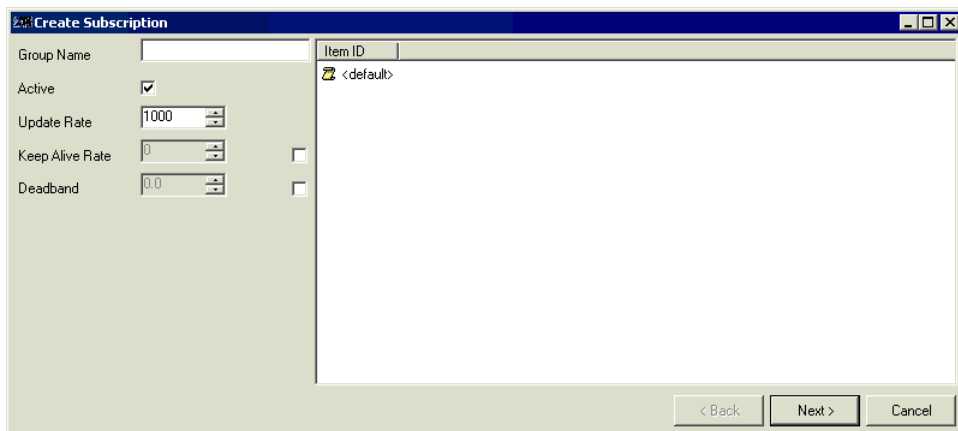 Create Subscription
Group Name
Active
Update Rate 1000
Keep Alive Rate 0
Deadband 0.0
Item ID
<default>
< Back Next > Cancel